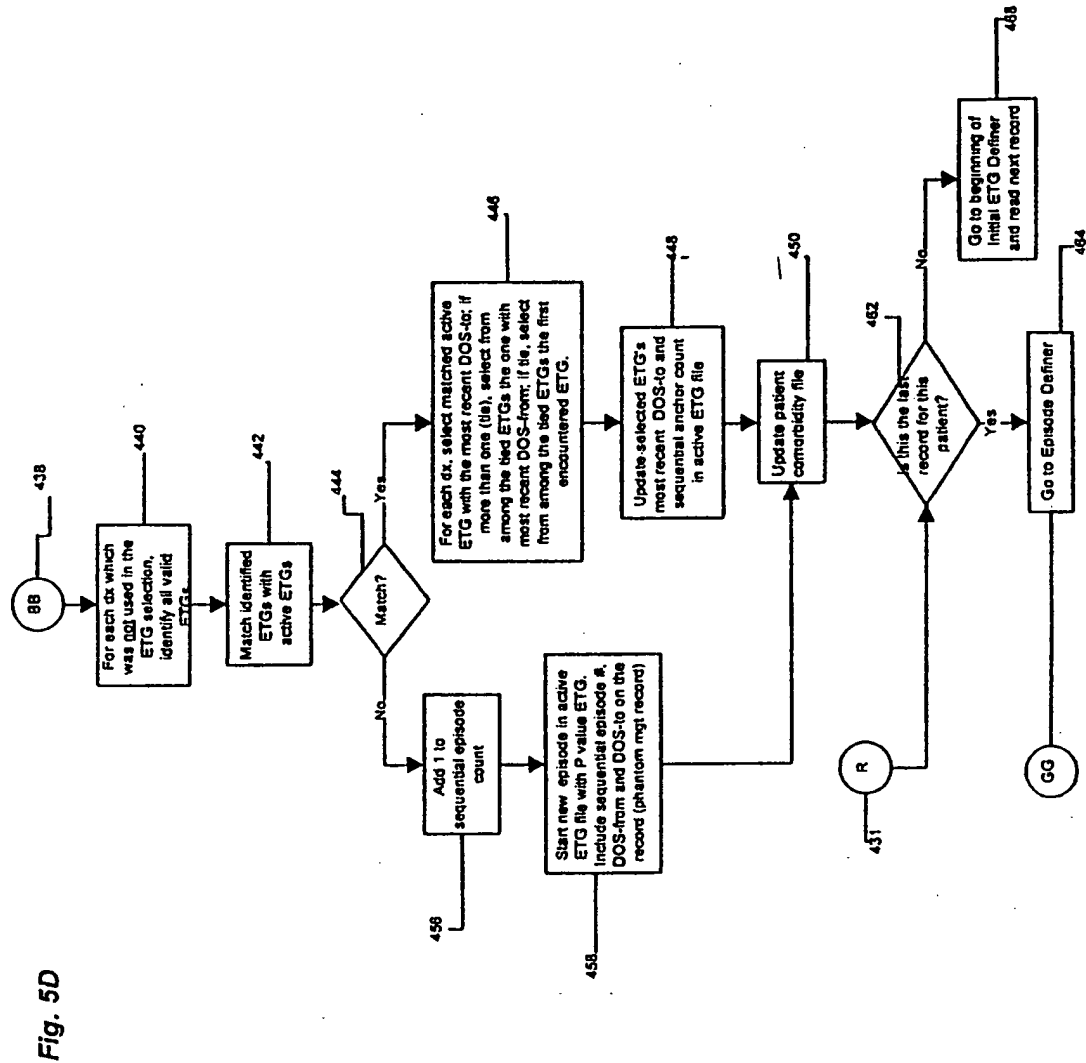 Fig. 5D
BB
438
For each dx which
was not used in the
ETG selection,
identify all valid
ETGs
440
Match identified
ETGs with
active ETGs
442
444
Match?
No
Yes
Add 1 to
sequential episode
count
456
Start new episode in active
ETG file with P value ETG.
Include sequential episode #,
DOS-from and DOS-to on the
record (phantom mgt record)
458
For each dx, select matched active
ETG with the most recent DOS-to; if
more than one (tie), select from
among the tied ETGs the one with
most recent DOS-from; if tie, select
from among the tied ETGs the first
encountered ETG.
446
Update-selected ETG's
most recent DOS-to and
sequential anchor count
in active ETG file
448
Update patient
comorbidity file
450
R
431
Is this the last
record for this
patient?
462
No
Yes
Go to beginning of
Initial ETG Definer
and read next record
468
GG
Go to Episode Definer
464